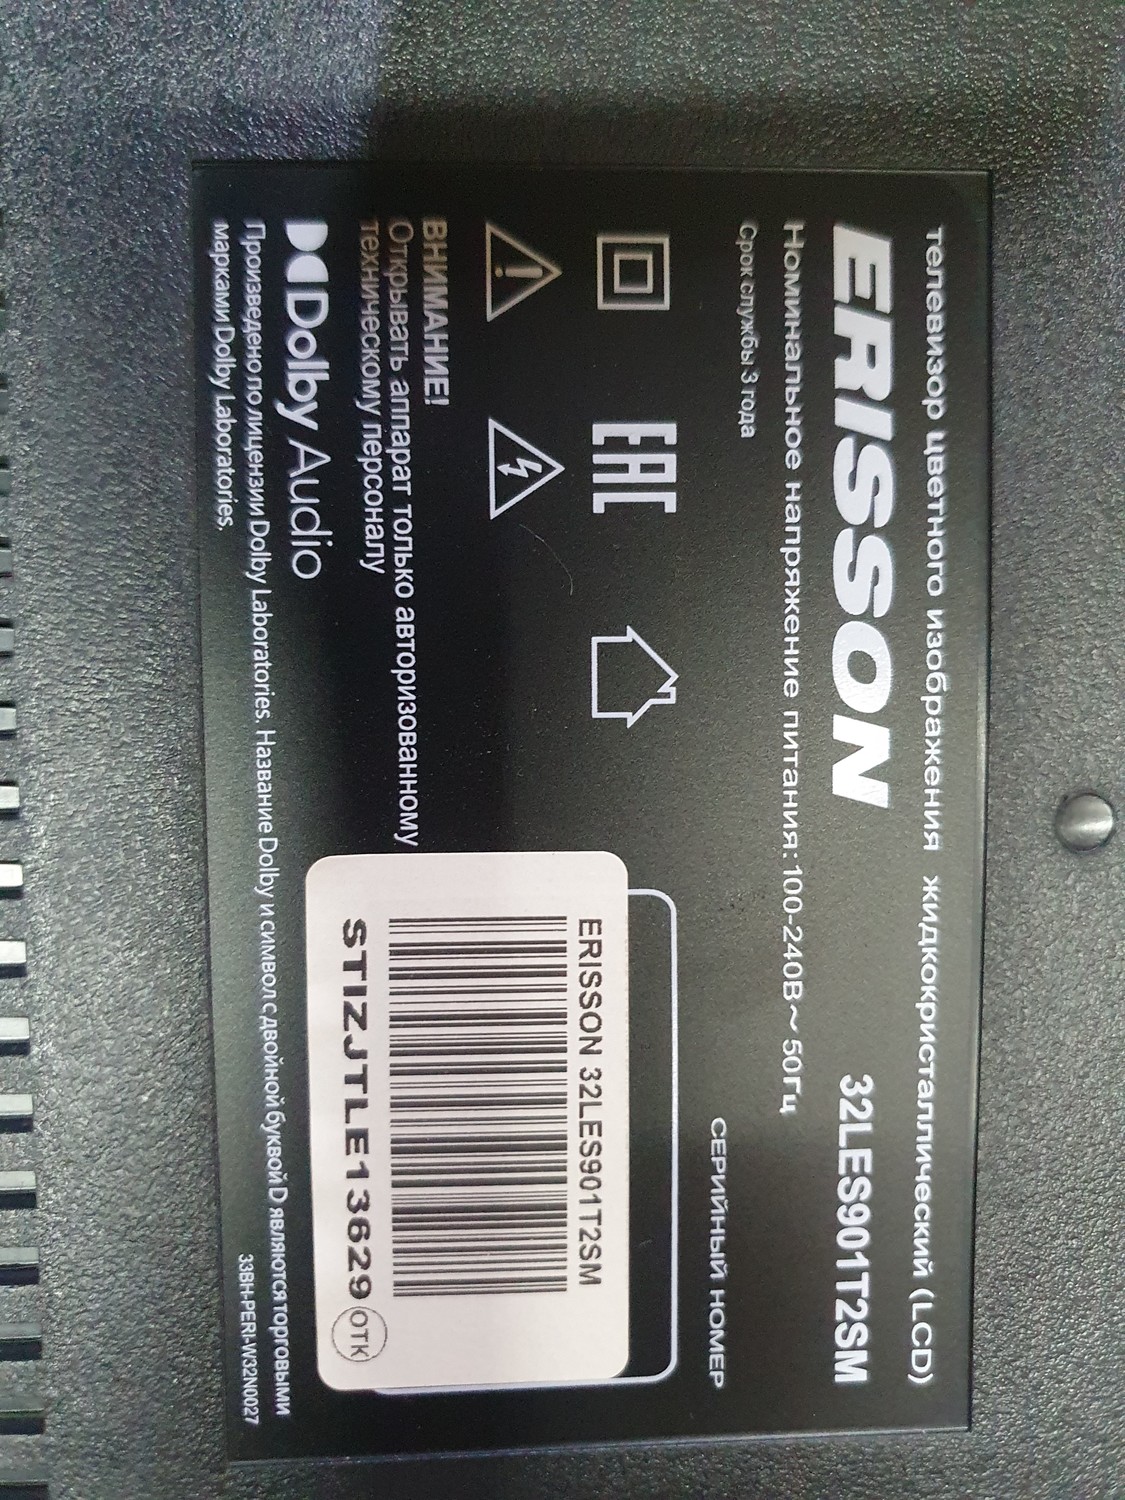 телевизор цветного изображения жидкокристаллический (LCD)
ERISSON 32LES901T2SM
Номинальное напряжение питания:100-240В~50Гц
Срок службы 3 года
СЕРИЙНЫЙ НОМЕР
EAC
ERISSON 32LES901T2SM
STIZJTLE13629 ОТК
ВНИМАНИЕ!
Открывать аппарат только авторизованному
техническому персоналу
Dolby Audio
Произведено по лицензии Dolby Laboratories. Название Dolby и символ с двойной буквой D являются торговыми
марками Dolby Laboratories.
33BH-PERI-W32N0027